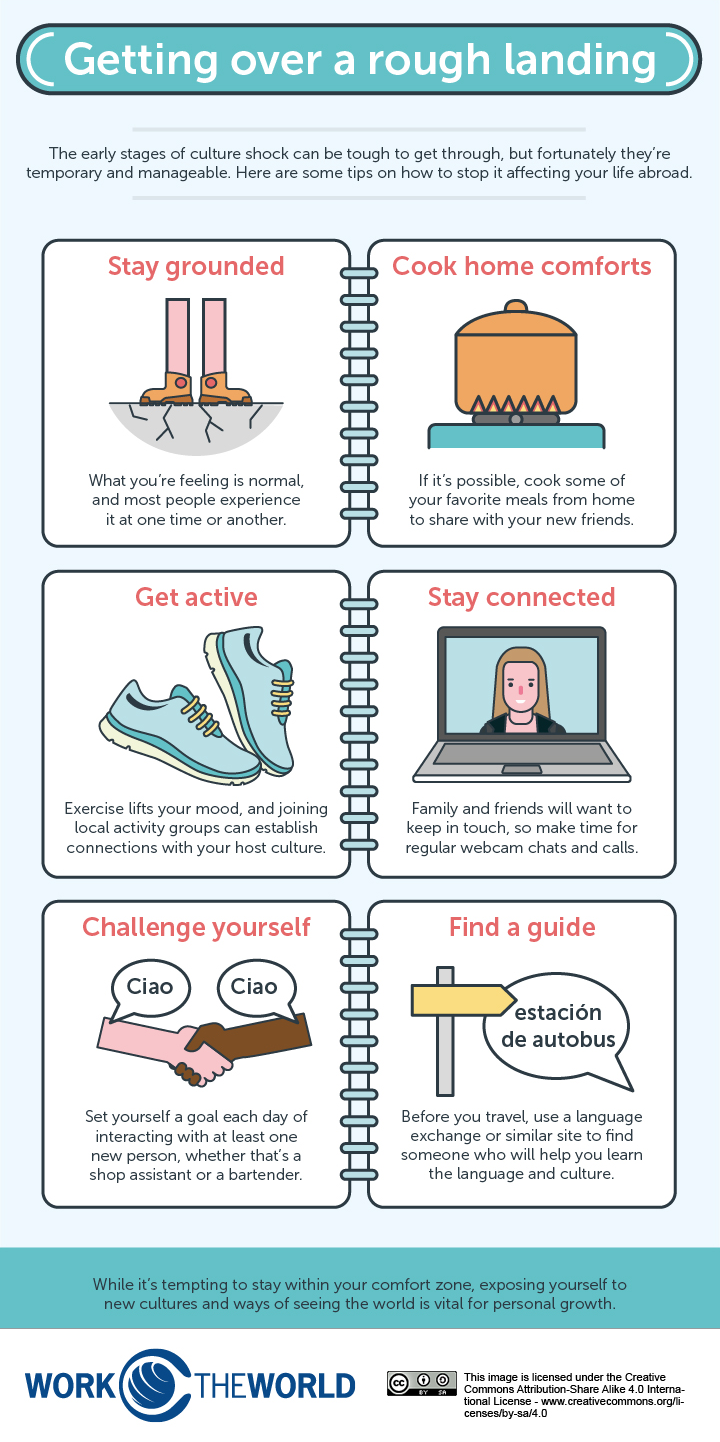 Getting over a rough landing
The early stages of culture shock can be tough to get through, but fortunately they're
temporary and manageable. Here are some tips on how to stop it affecting your life abroad.
Stay grounded
What you're feeling is normal,
and most people experience
it at one time or another.
Cook home comforts
If it's possible, cook some of
your favorite meals from home
to share with your new friends.
Get active
Exercise lifts your mood, and joining
local activity groups can establish
connections with your host culture.
Stay connected
Family and friends will want to
keep in touch, so make time for
regular webcam chats and calls.
Challenge yourself
Ciao
Ciao
Set yourself a goal each day of
interacting with at least one
new person, whether that's a
shop assistant or a bartender.
Find a guide
estación
de autobus
Before you travel, use a language
exchange or similar site to find
someone who will help you learn
the language and culture.
While it's tempting to stay within your comfort zone, exposing yourself to
new cultures and ways of seeing the world is vital for personal growth.
WORK THE WORLD
cc BY SA
This image is licensed under the Creative
Commons Attribution-Share Alike 4.0 Interna-
tional License - www.creativecommons.org/li-
censes/by-sa/4.0